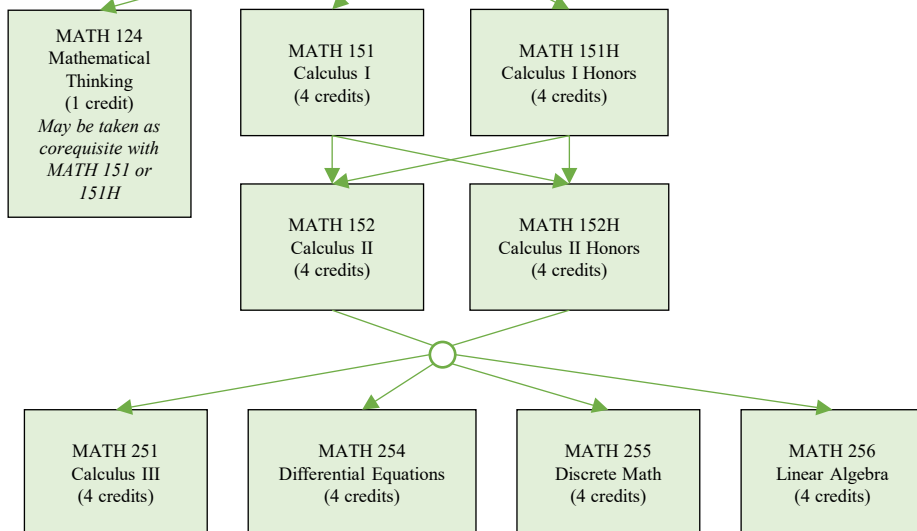 MATH 124
Mathematical
Thinking
(1 credit)
May be taken as
corequisite with
MATH 151 or
151H
MATH 151
Calculus I
(4 credits)
MATH 151H
Calculus I Honors
(4 credits)
MATH 152
Calculus II
(4 credits)
MATH 152H
Calculus II Honors
(4 credits)
MATH 251
Calculus III
(4 credits)
MATH 254
Differential Equations
(4 credits)
MATH 255
Discrete Math
(4 credits)
MATH 256
Linear Algebra
(4 credits)